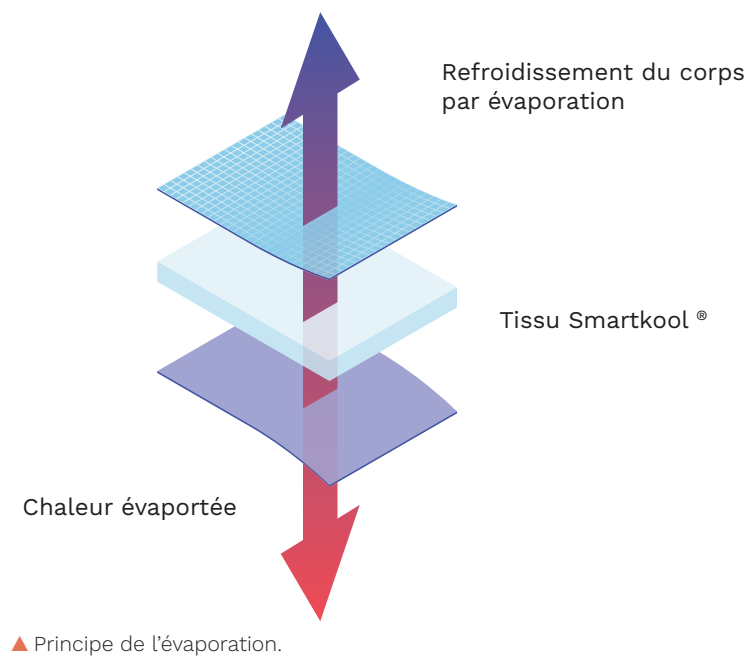 Refroidissement du corps
par évaporation
Tissu Smartkool ®
Chaleur évaportée
Principe de l’évaporation.